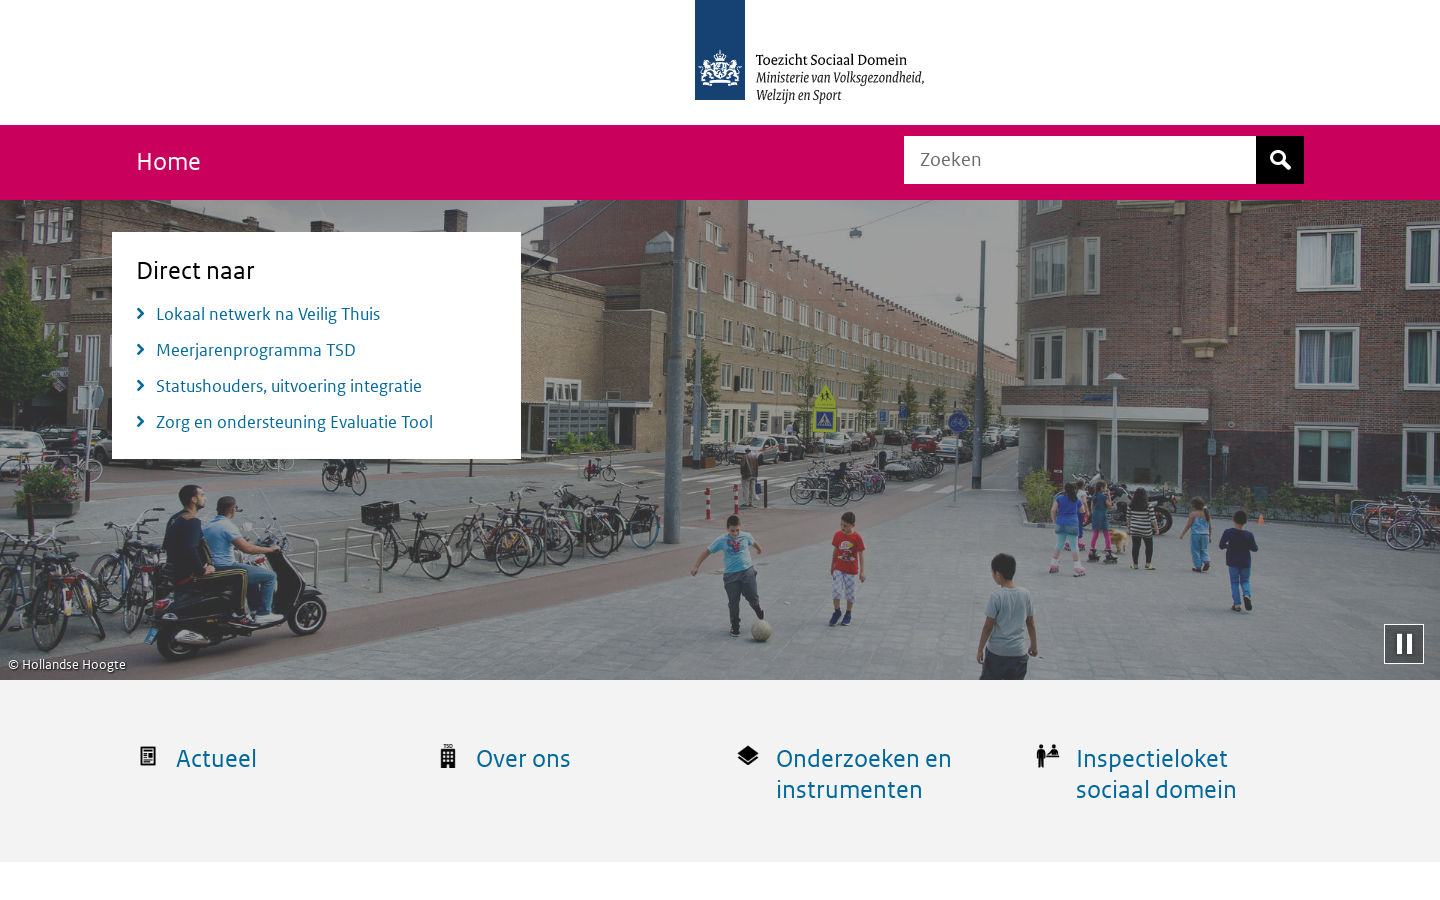 Toezicht Sociaal Domein
Ministerie van Volksgezondheid,
Welzijn en Sport
Home
Zoeken
Direct naar
Lokaal netwerk na Veilig Thuis
Meerjarenprogramma TSD
Statushouders, uitvoering integratie
Zorg en ondersteuning Evaluatie Tool
© Hollandse Hoogte
Actueel
TSD
Over ons
Onderzoeken en
instrumenten
Inspectieloket
sociaal domein